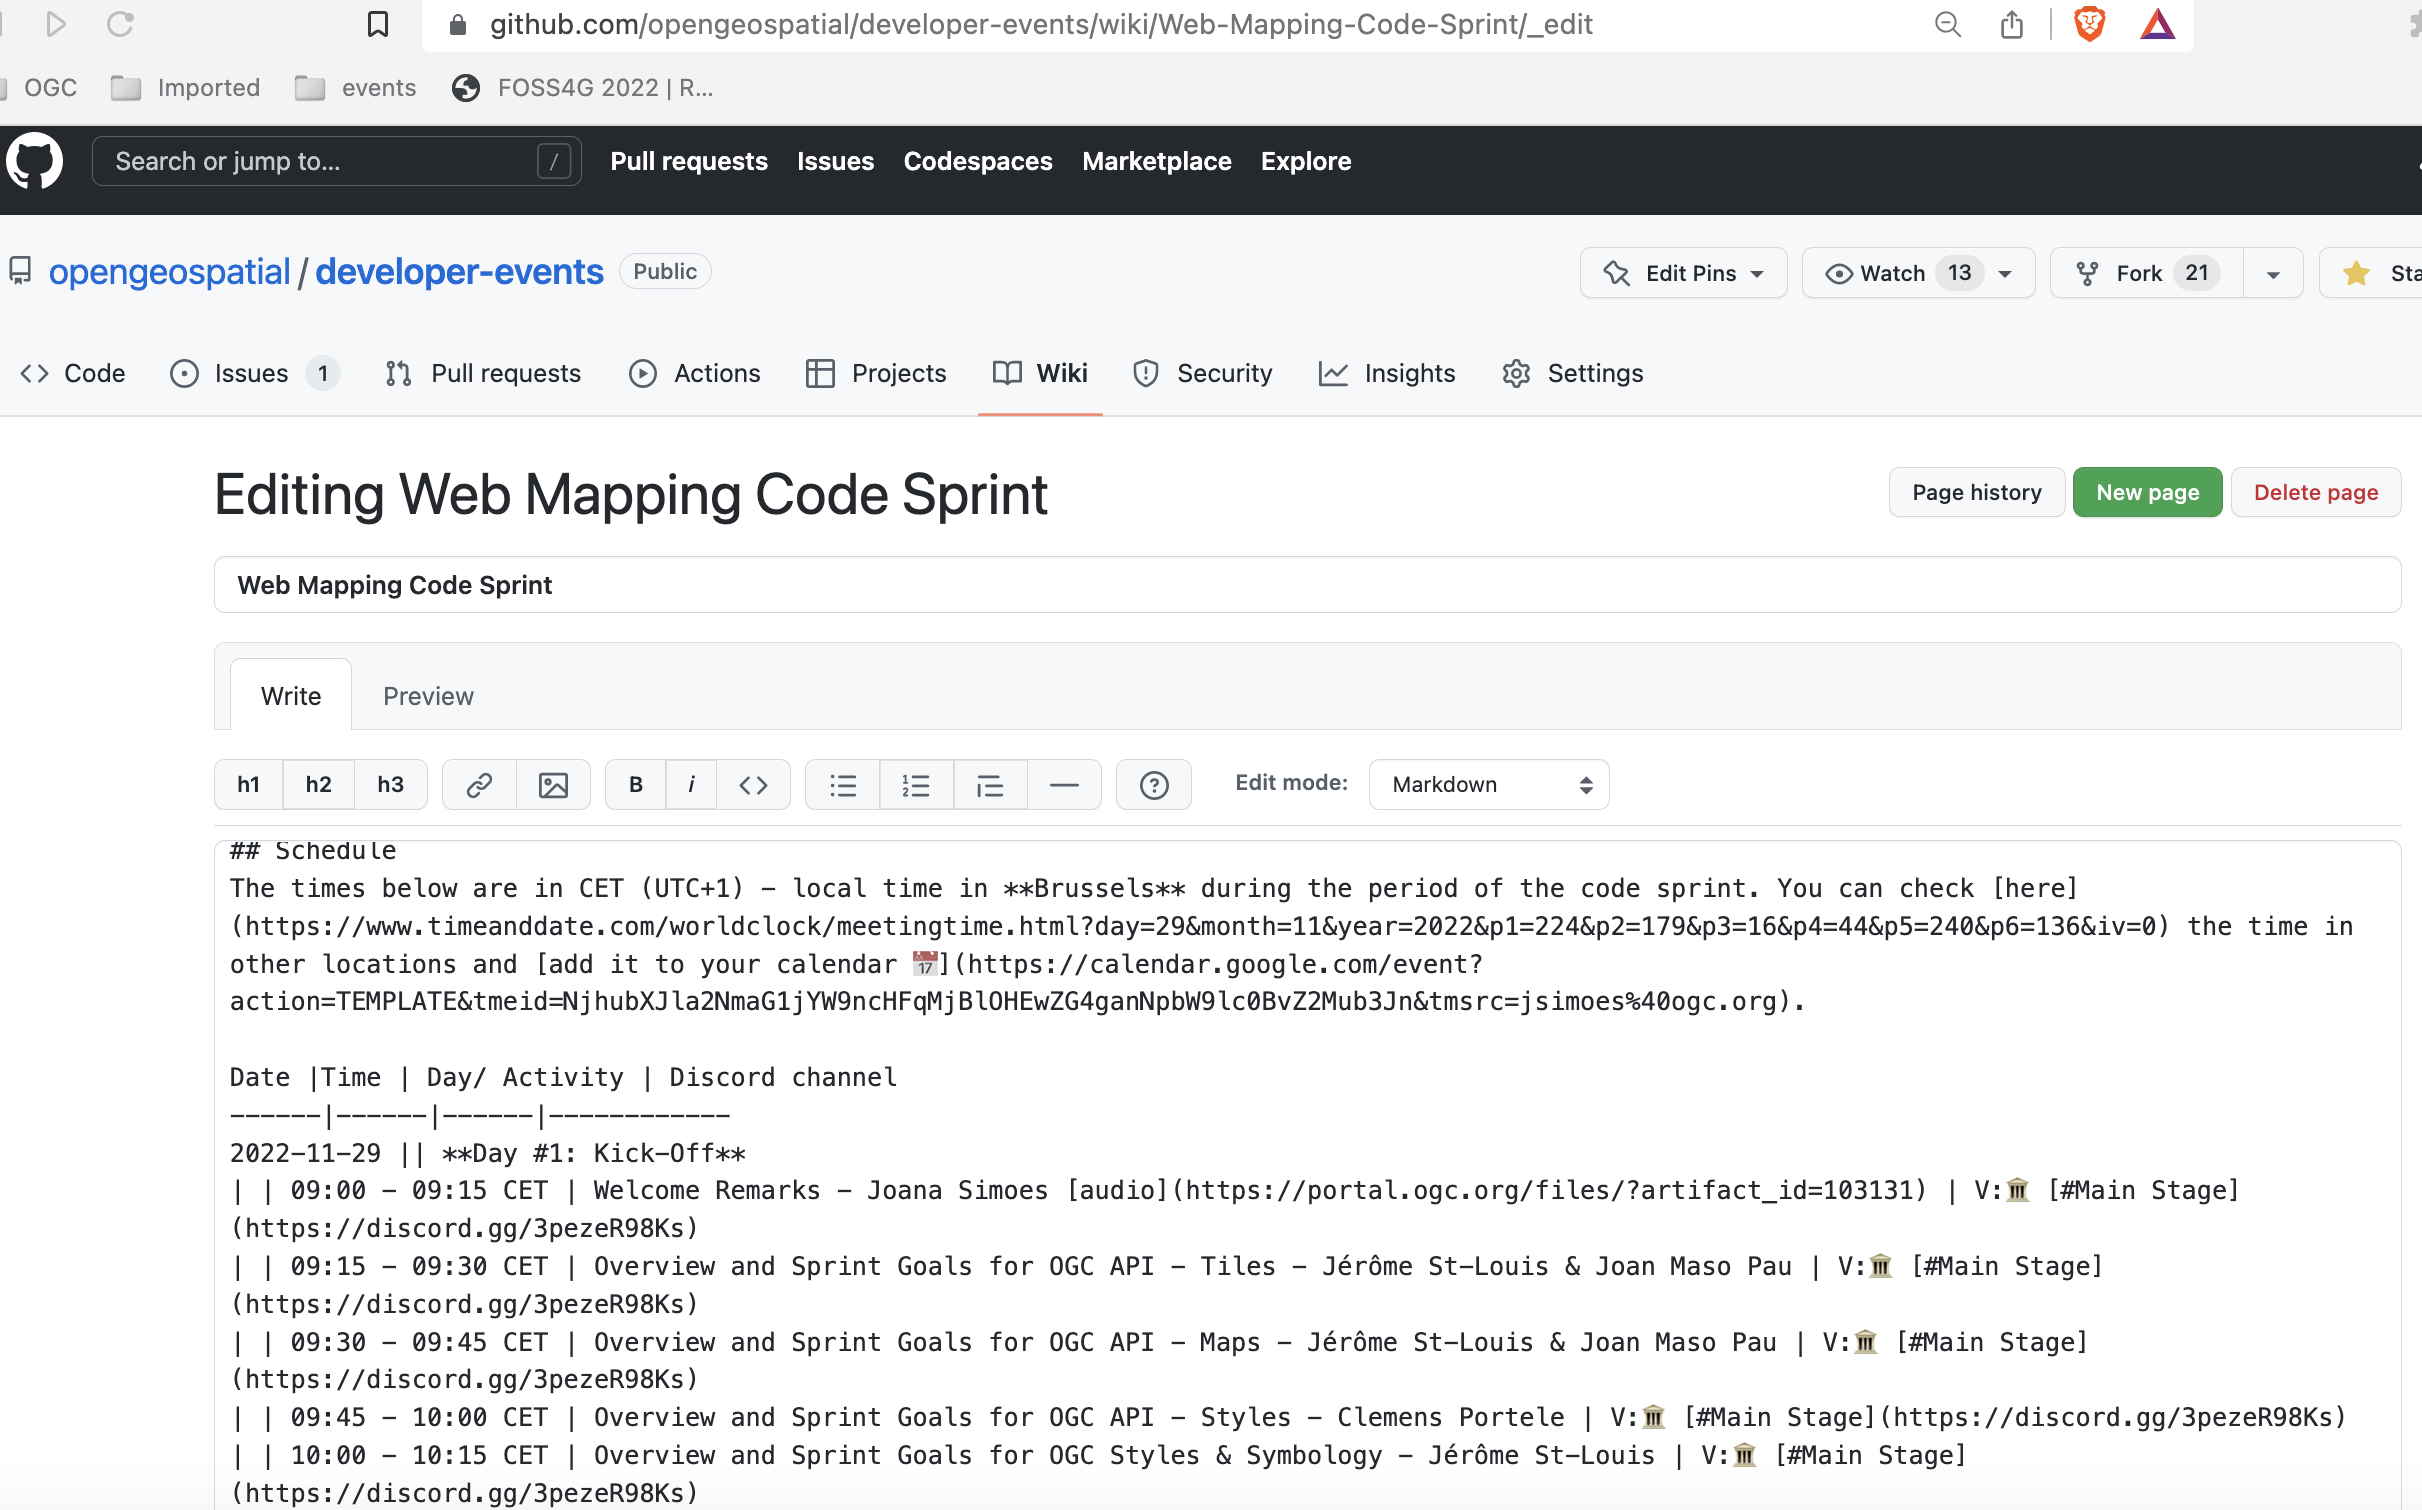 github.com/opengeospatial/developer-events/wiki/Web-Mapping-Code-Sprint/_edit
OGC Imported events FOSS4G 2022 | R...
Search or jump to... / Pull requests Issues Codespaces Marketplace Explore
opengeospatial / developer-events Public Edit Pins Watch 13 Fork 21 Sta
Code Issues 1 Pull requests Actions Projects Wiki Security Insights Settings
Editing Web Mapping Code Sprint Page history New page Delete page
Web Mapping Code Sprint
Write Preview
h1 h2 h3 B i Edit mode: Markdown
## Schedule
The times below are in CET (UTC+1) - local time in **Brussels** during the period of the code sprint. You can check [here]
(https://www.timeanddate.com/worldclock/meetingtime.html?day=29&month=11&year=2022&p1=224&p2=179&p3=16&p4=44&p5=240&p6=136&iv=0) the time in
other locations and [add it to your calendar 📅](https://calendar.google.com/event?
action=TEMPLATE&tmeid=NjhubXJla2NmaG1jYW9ncHFqMjBlOHEwZG4ganNpbW9lc0BvZ2Mub3Jn&tmsrc=jsimoes%40ogc.org).
Date |Time | Day/ Activity | Discord channel
------|------|------|------------
2022-11-29 || **Day #1: Kick-Off**
| | 09:00 - 09:15 CET | Welcome Remarks - Joana Simoes [audio](https://portal.ogc.org/files/?artifact_id=103131) | V:🏛️ [#Main Stage]
(https://discord.gg/3pezeR98Ks)
| | 09:15 - 09:30 CET | Overview and Sprint Goals for OGC API - Tiles - Jérôme St-Louis & Joan Maso Pau | V:🏛️ [#Main Stage]
(https://discord.gg/3pezeR98Ks)
| | 09:30 - 09:45 CET | Overview and Sprint Goals for OGC API - Maps - Jérôme St-Louis & Joan Maso Pau | V:🏛️ [#Main Stage]
(https://discord.gg/3pezeR98Ks)
| | 09:45 - 10:00 CET | Overview and Sprint Goals for OGC API - Styles - Clemens Portele | V:🏛️ [#Main Stage](https://discord.gg/3pezeR98Ks)
| | 10:00 - 10:15 CET | Overview and Sprint Goals for OGC Styles & Symbology - Jérôme St-Louis | V:🏛️ [#Main Stage]
(https://discord.gg/3pezeR98Ks)